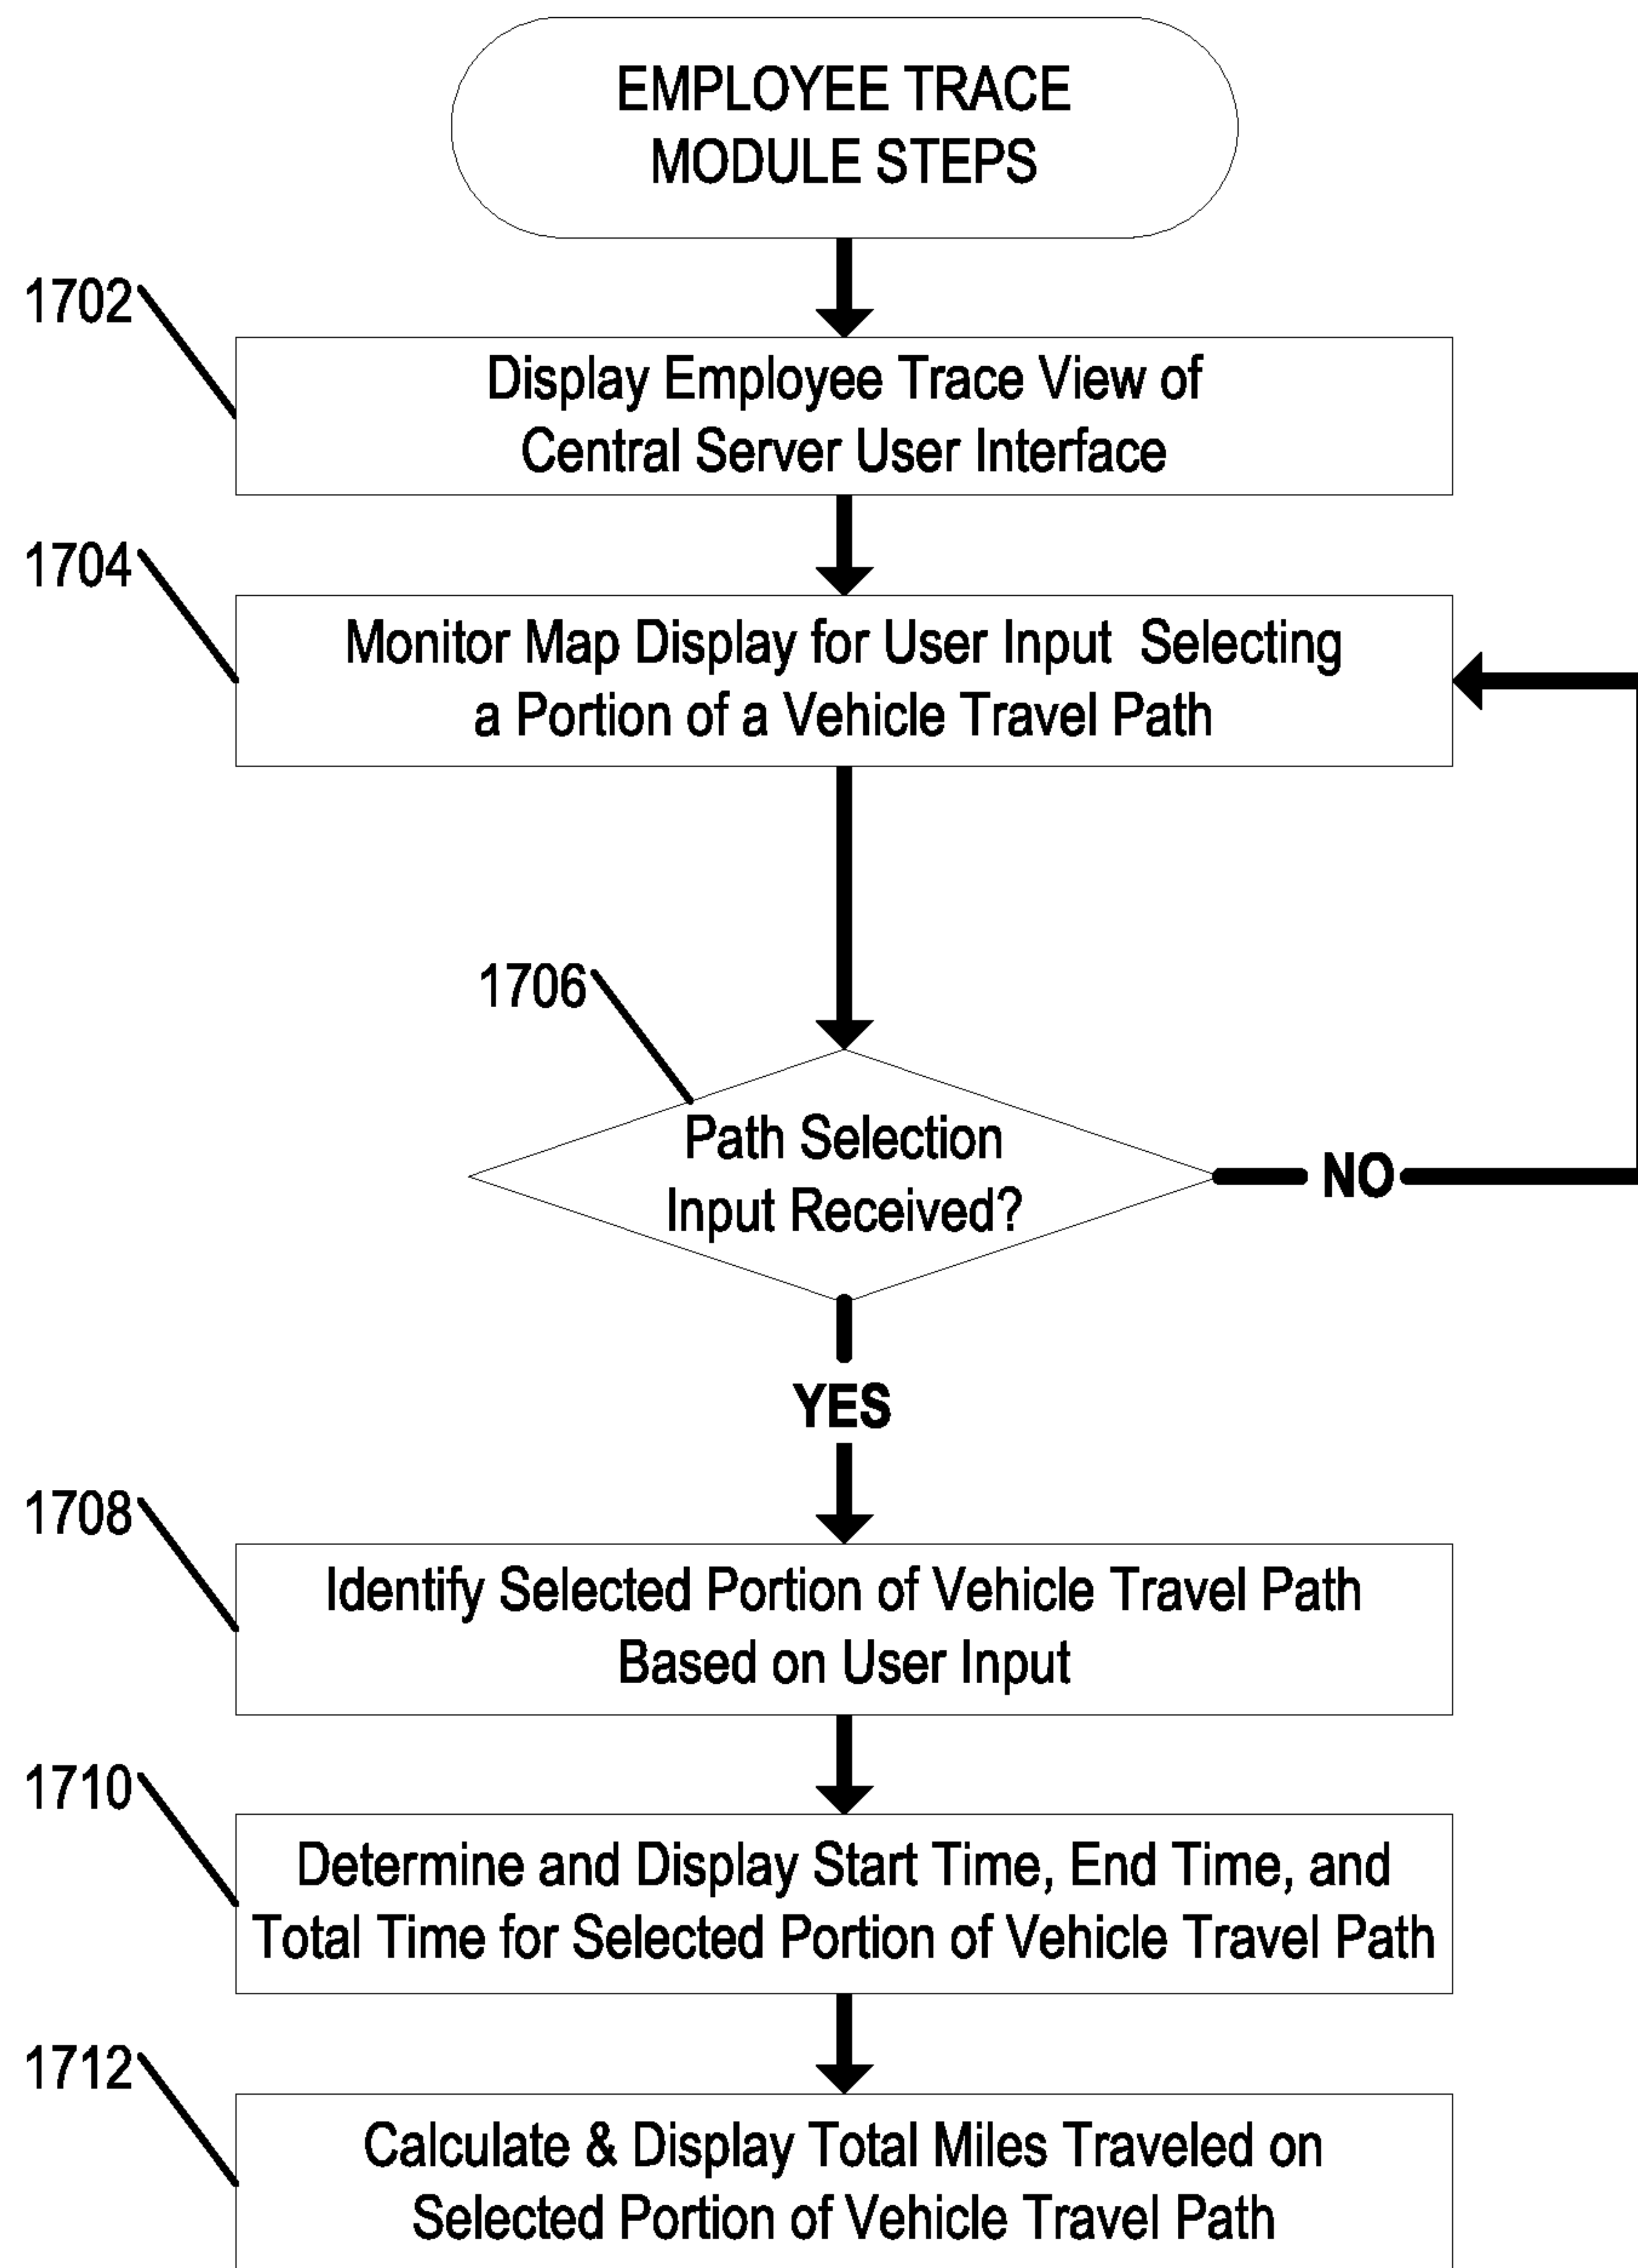 EMPLOYEE TRACE
MODULE STEPS
1702
Display Employee Trace View of
Central Server User Interface
1704
Monitor Map Display for User Input Selecting
a Portion of a Vehicle Travel Path
1706
Path Selection
Input Received?
NO
YES
1708
Identify Selected Portion of Vehicle Travel Path
Based on User Input
1710
Determine and Display Start Time, End Time, and
Total Time for Selected Portion of Vehicle Travel Path
1712
Calculate & Display Total Miles Traveled on
Selected Portion of Vehicle Travel Path